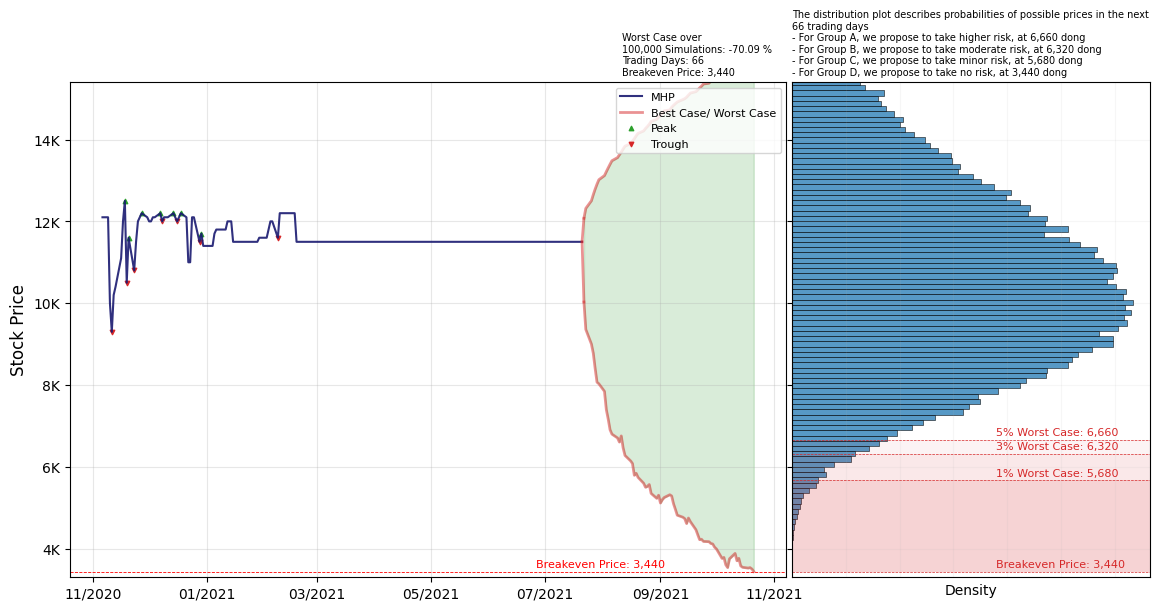 Worst Case over
100,000 Simulations: -70.09 %
Trading Days: 66
Breakeven Price: 3,440
The distribution plot describes probabilities of possible prices in the next
66 trading days
- For Group A, we propose to take higher risk, at 6,660 dong
- For Group B, we propose to take moderate risk, at 6,320 dong
- For Group C, we propose to take minor risk, at 5,680 dong
- For Group D, we propose to take no risk, at 3,440 dong
MHP
Best Case/ Worst Case
Peak
Trough
Stock Price
14K
12K
10K
8K
6K
4K
Breakeven Price: 3,440
11/2020
01/2021
03/2021
05/2021
07/2021
09/2021
11/2021
5% Worst Case: 6,660
3% Worst Case: 6,320
1% Worst Case: 5,680
Breakeven Price: 3,440
Density